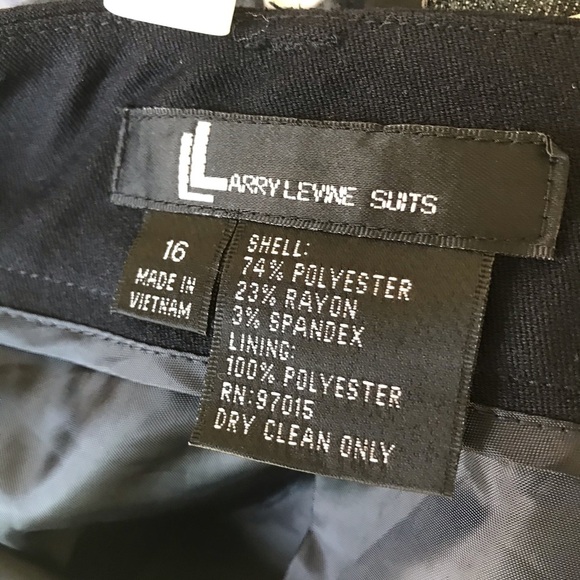 LARRY LEVINE SUITS
16
MADE IN
VIETNAM
SHELL:
74% POLYESTER
23% RAYON
3% SPANDEX
LINING:
100% POLYESTER
RN:97015
DRY CLEAN ONLY